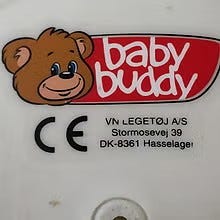 baby
buddy
CE
VN LEGETØJ A/S
Stormosevej 39
DK-8361 Hasselager